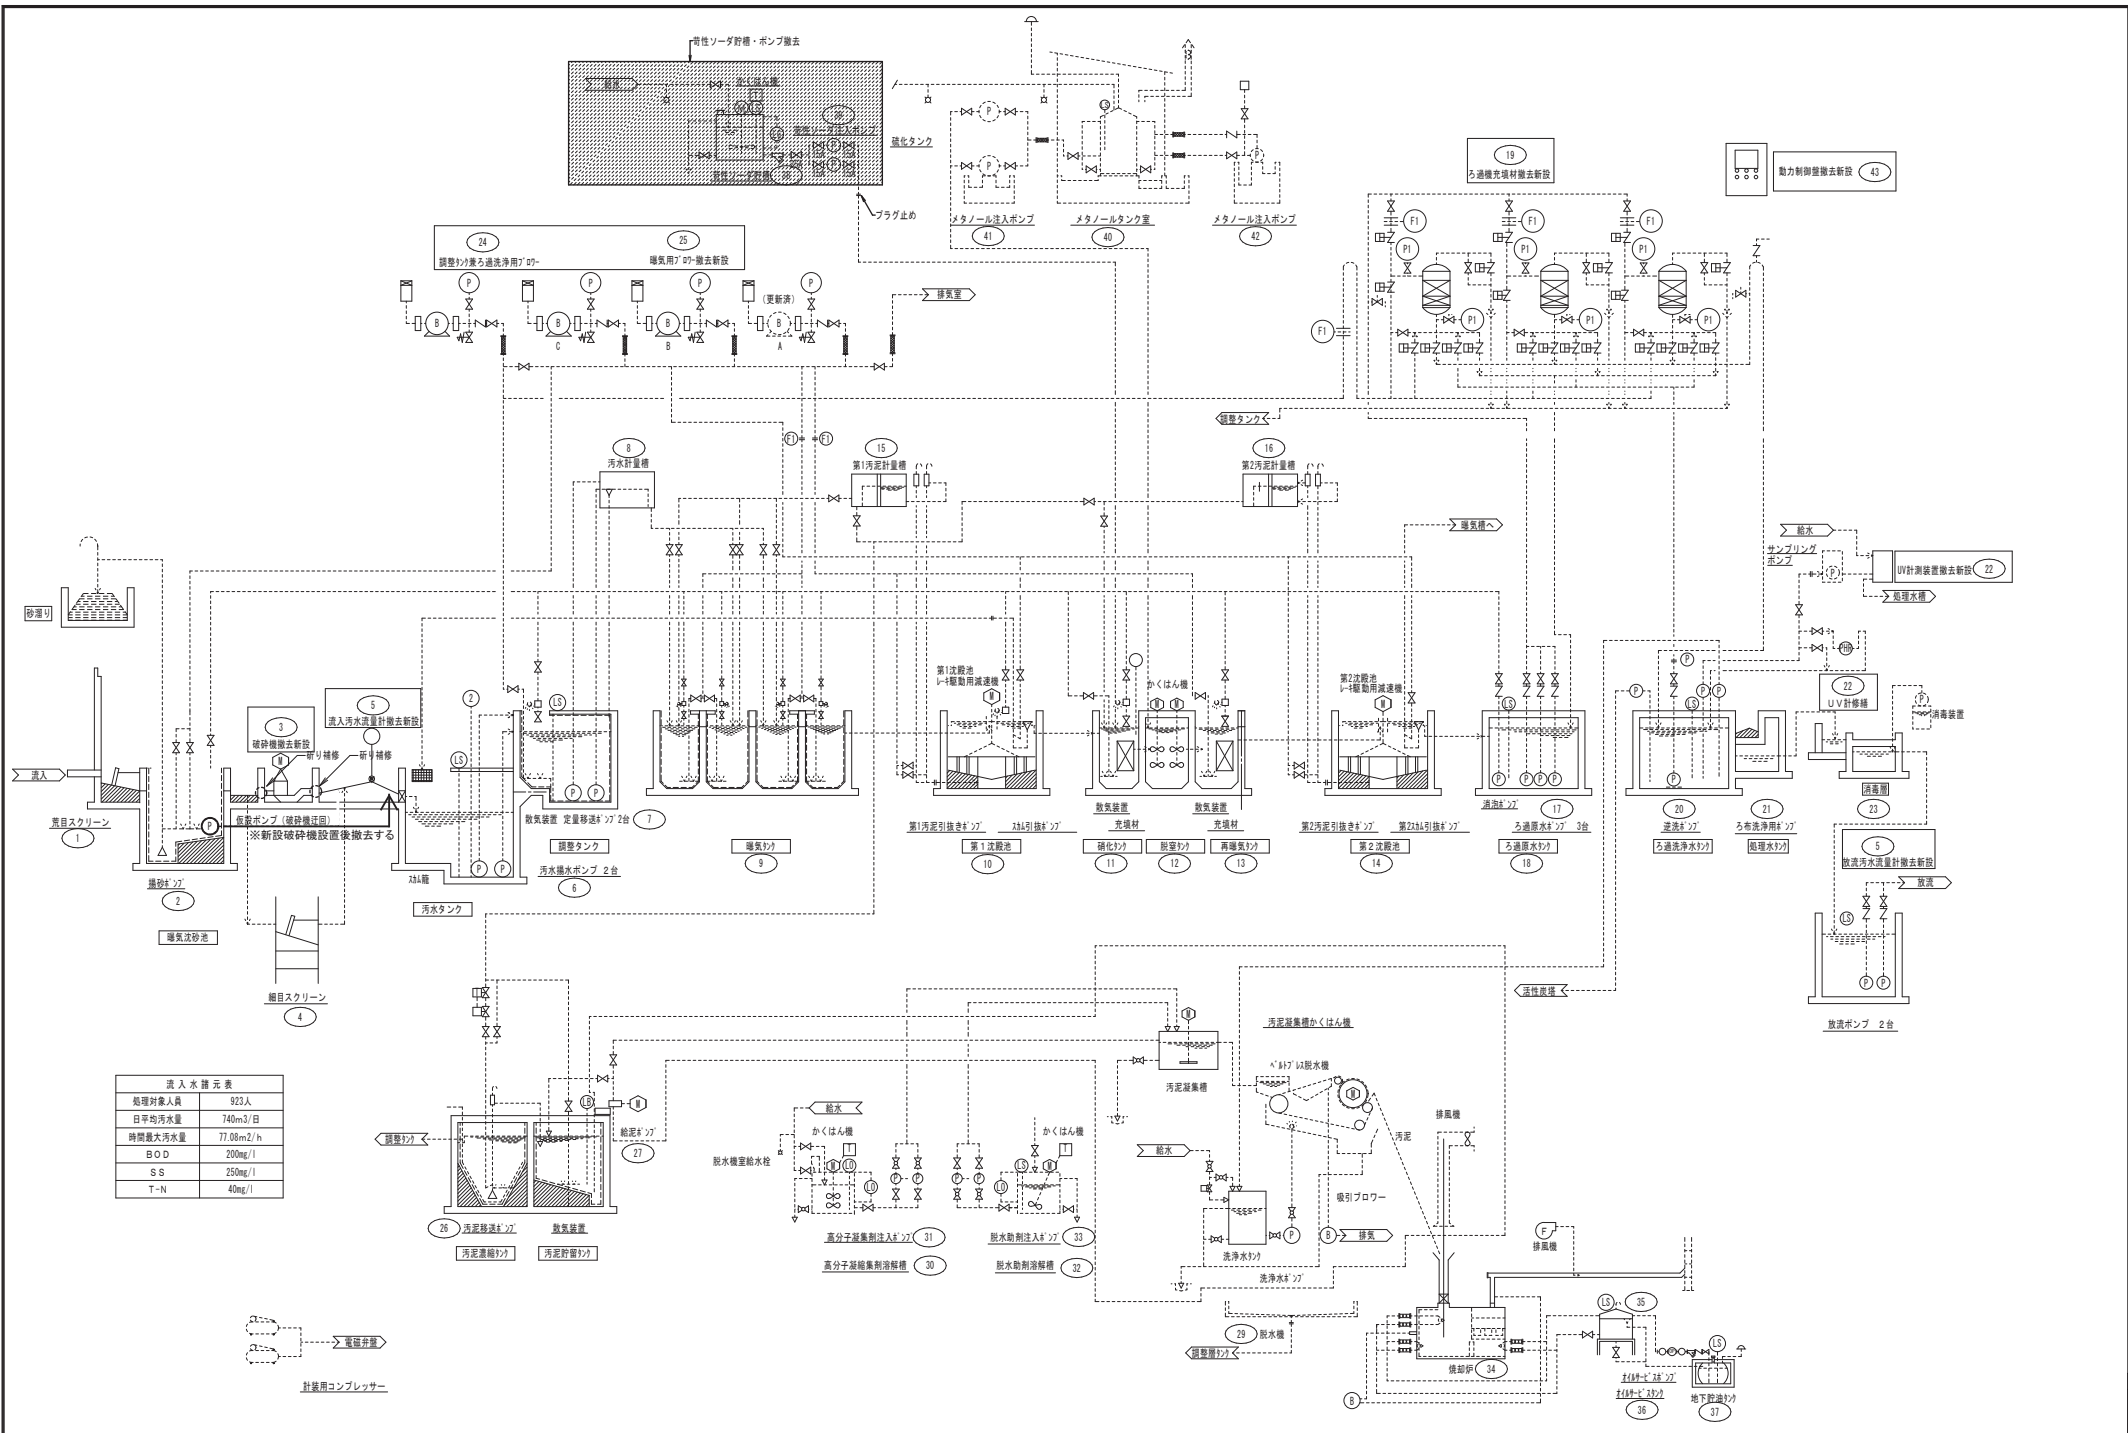 苛性ソーダ貯槽・ポンプ撤去
給水
かくはん機
苛性ソーダ注入ポンプ
苛性ソーダ貯槽
38
プラグ止め
硫化タンク
メタノール注入ポンプ
41
メタノールタンク室
40
メタノール注入ポンプ
42
19
ろ過機充填材撤去新設
動力制御盤撤去新設
43
24
調整タンク兼ろ過洗浄用ブロワー
25
曝気用ブロワー撤去新設
(更新済)
排気室
C
B
A
調整タンク
8
汚水計量槽
15
第1汚泥計量槽
16
第2汚泥計量槽
曝気槽へ
給水
サンプリング
ポンプ
UV計測装置撤去新設
22
処理水槽
砂溜り
流入
荒目スクリーン
1
揚砂ポンプ
2
曝気沈砂池
3
破砕機撤去新設
5
流入汚水流量計撤去新設
斫り補修
斫り補修
仮設ポンプ(破砕機迂回)
※新設破砕機設置後撤去する
細目スクリーン
4
スカム籠
汚水タンク
散気装置
定量移送ポンプ2台
7
調整タンク
汚水揚水ポンプ 2台
6
曝気タンク
9
第1沈殿池
レーキ駆動用減速機
第1汚泥引抜きポンプ
スカム引抜ポンプ
第1沈殿池
10
かくはん機
散気装置
充填材
散気装置
充填材
硝化タンク
11
脱窒タンク
12
再曝気タンク
13
第2沈殿池
レーキ駆動用減速機
第2汚泥引抜きポンプ
第2スカム引抜ポンプ
第2沈殿池
14
消泡ポンプ
17
ろ過原水ポンプ 3台
ろ過原水タンク
18
20
逆洗ポンプ
ろ過洗浄水タンク
21
ろ布洗浄用ポンプ
処理水タンク
22
UV計修繕
消毒装置
消毒層
23
5
放流汚水流量計撤去新設
放流
放流ポンプ 2台
活性炭塔
流入水諸元表
処理対象人員 923人
日平均汚水量 740m3/日
時間最大汚水量 77.08m2/h
BOD 200mg/l
SS 250mg/l
T-N 40mg/l
調整タンク
給泥ポンプ
27
26
汚泥移送ポンプ
散気装置
汚泥濃縮タンク
汚泥貯留タンク
給水
かくはん機
脱水機室給水栓
高分子凝集剤注入ポンプ
31
高分子凝縮集剤溶解槽
30
かくはん機
脱水助剤注入ポンプ
33
脱水助剤溶解槽
32
汚泥凝集槽
汚泥凝集槽かくはん機
ベルトプレス脱水機
給水
洗浄水タンク
洗浄水ポンプ
吸引ブロワー
排気
汚泥
排風機
排風機
29
脱水機
調整層タンク
焼却炉
34
35
オイルサービスポンプ
オイルサービスタンク
36
地下貯油タンク
37
電磁弁盤
計装用コンプレッサー